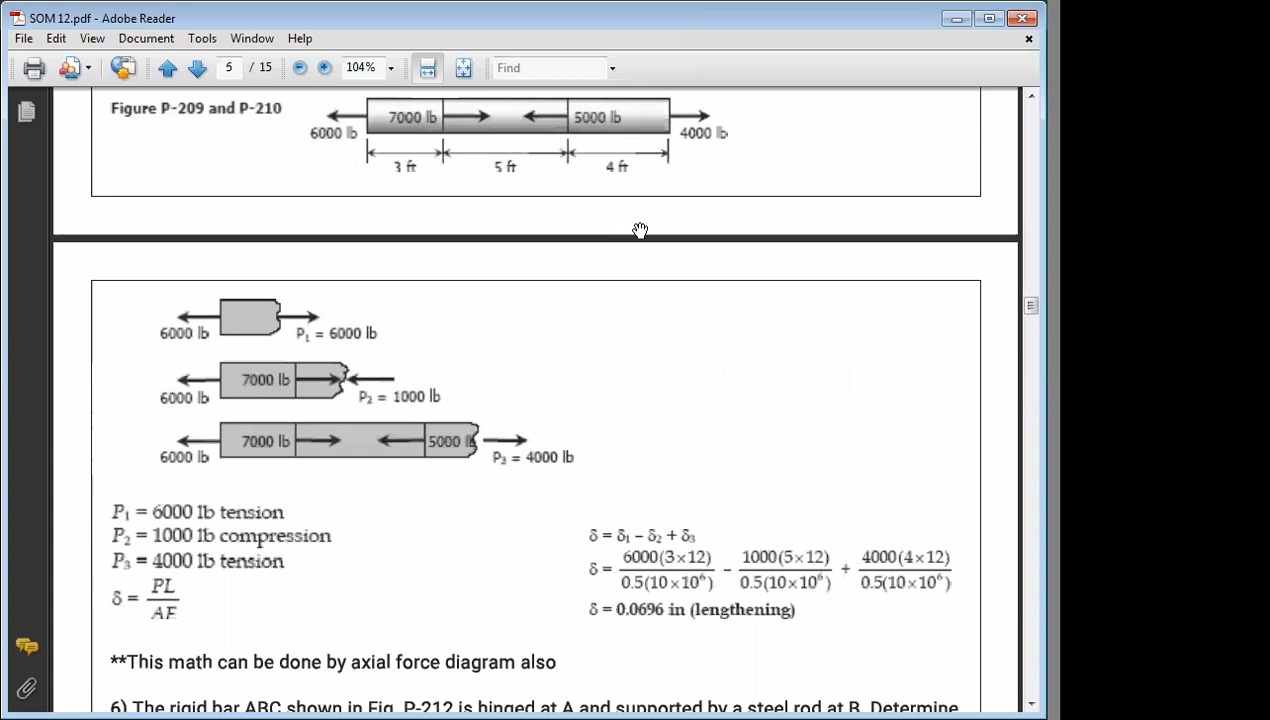 SOM 12.pdf - Adobe Reader
File Edit View Document Tools Window Help
5 / 15 104% Find
Figure P-209 and P-210
7000 lb 5000 lb
6000 lb 4000 lb
3 ft 5 ft 4 ft
6000 lb P₁ = 6000 lb
7000 lb
6000 lb P₂ = 1000 lb
7000 lb 5000 lb
6000 lb P₃ = 4000 lb
P₁ = 6000 lb tension
P₂ = 1000 lb compression
P₃ = 4000 lb tension
δ = PL / AE
δ = δ₁ − δ₂ + δ₃
δ = 6000(3×12) / 0.5(10×10⁶) − 1000(5×12) / 0.5(10×10⁶) + 4000(4×12) / 0.5(10×10⁶)
δ = 0.0696 in (lengthening)
**This math can be done by axial force diagram also
6) The rigid bar ABC shown in Fig. P-212 is hinged at A and supported by a steel rod at B. Determine